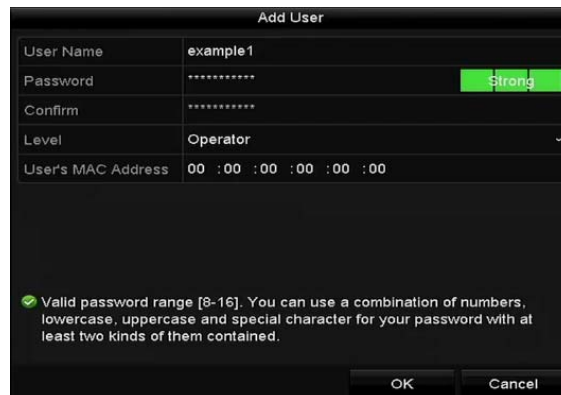 Add User
User Name example1
Password ***********
Strong
Confirm ***********
Level Operator
User's MAC Address 00 :00 :00 :00 :00 :00
Valid password range [8-16]. You can use a combination of numbers,
lowercase, uppercase and special character for your password with at
least two kinds of them contained.
OK Cancel